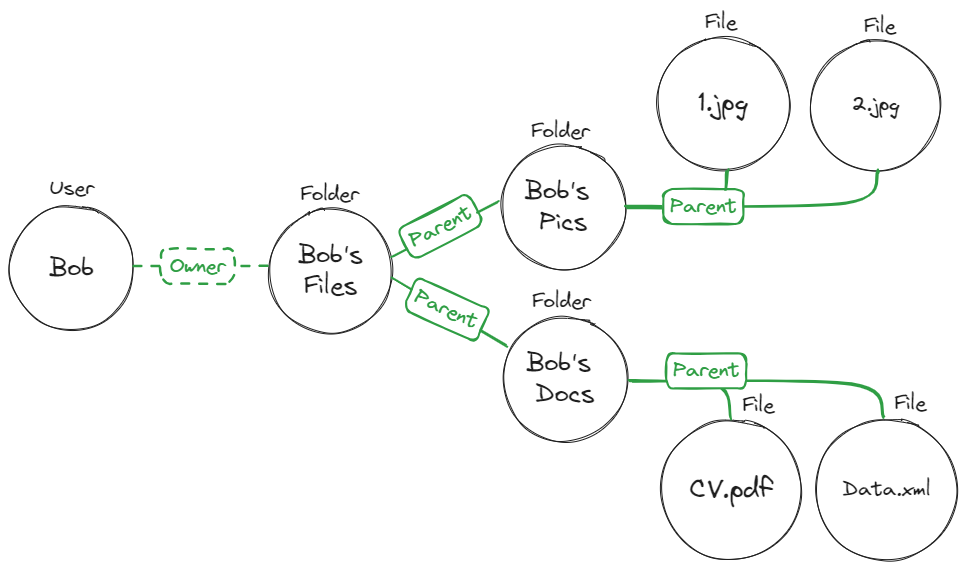 File
File
1.jpg
2.jpg
Folder
Bob's
Pics
Parent
User
Folder
Parent
Bob
Owner
Bob's
Files
Parent
Folder
Bob's
Docs
Parent
File
File
CV.pdf
Data.xml